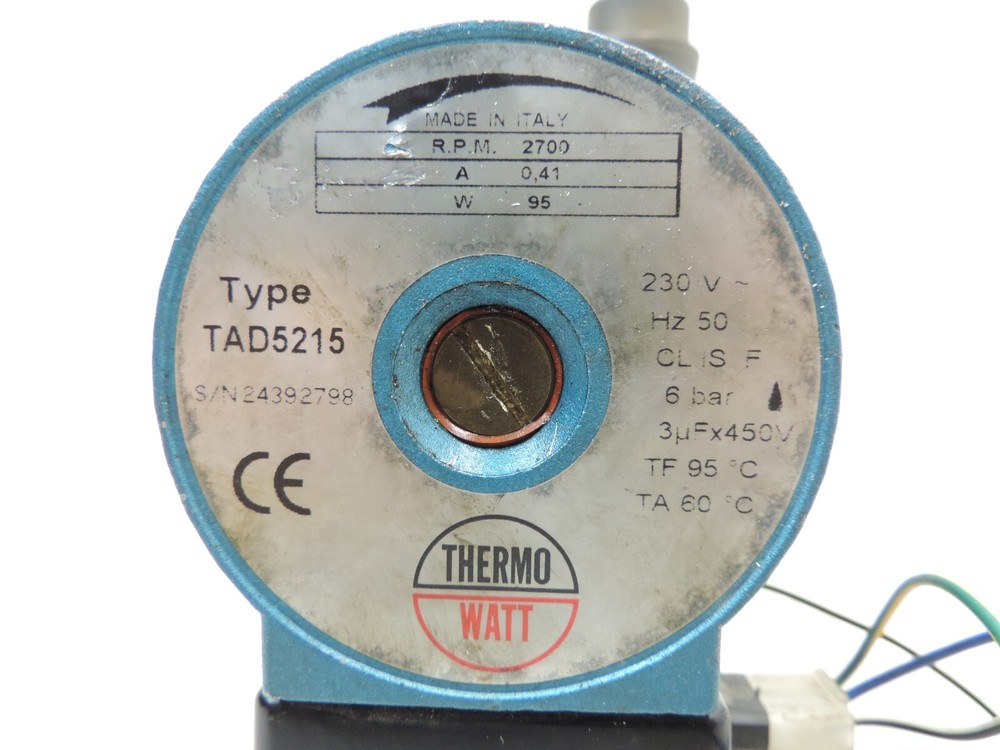 MADE IN ITALY
R.P.M. 2700
A 0,41
W - 95
Type
TAD5215
S/N 24392798
CE
230 V ~
Hz 50
CL IS F
6 bar
3µFx450V
TF 95 °C
TA 60 °C
THERMO
WATT